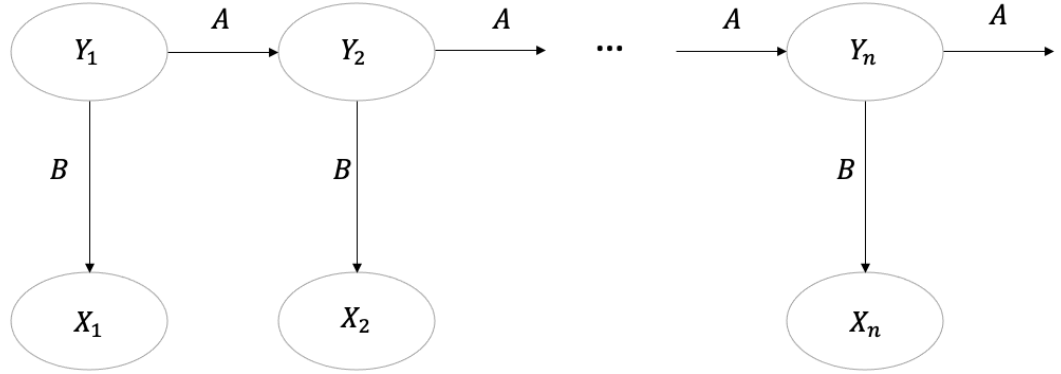 A A A A
Y₁ Y₂ ... Yₙ
B B B
X₁ X₂ Xₙ